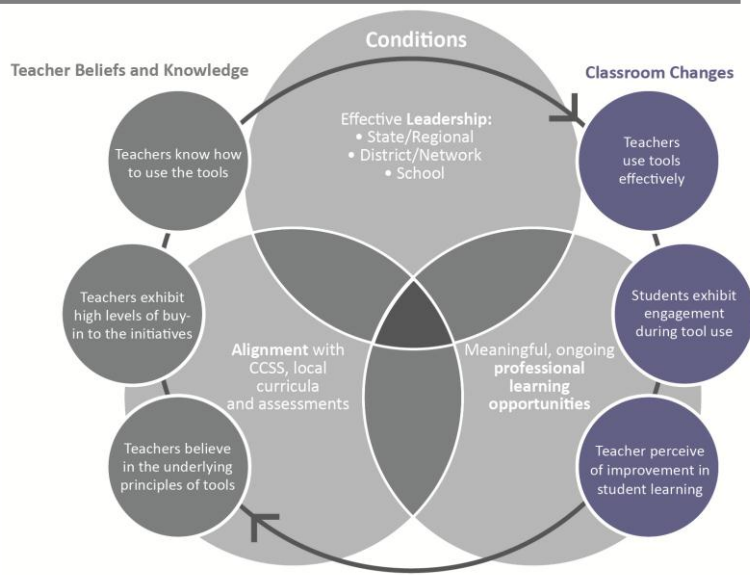 Conditions
Teacher Beliefs and Knowledge
Classroom Changes
Effective Leadership:
• State/Regional
• District/Network
• School
Teachers know how
to use the tools
Teachers
use tools
effectively
Teachers exhibit
high levels of buy-
in to the initiatives
Students exhibit
engagement
during tool use
Alignment with
CCSS, local
curricula
and assessments
Meaningful, ongoing
professional
learning
opportunities
Teachers believe
in the underlying
principles of tools
Teacher perceive
of improvement in
student learning